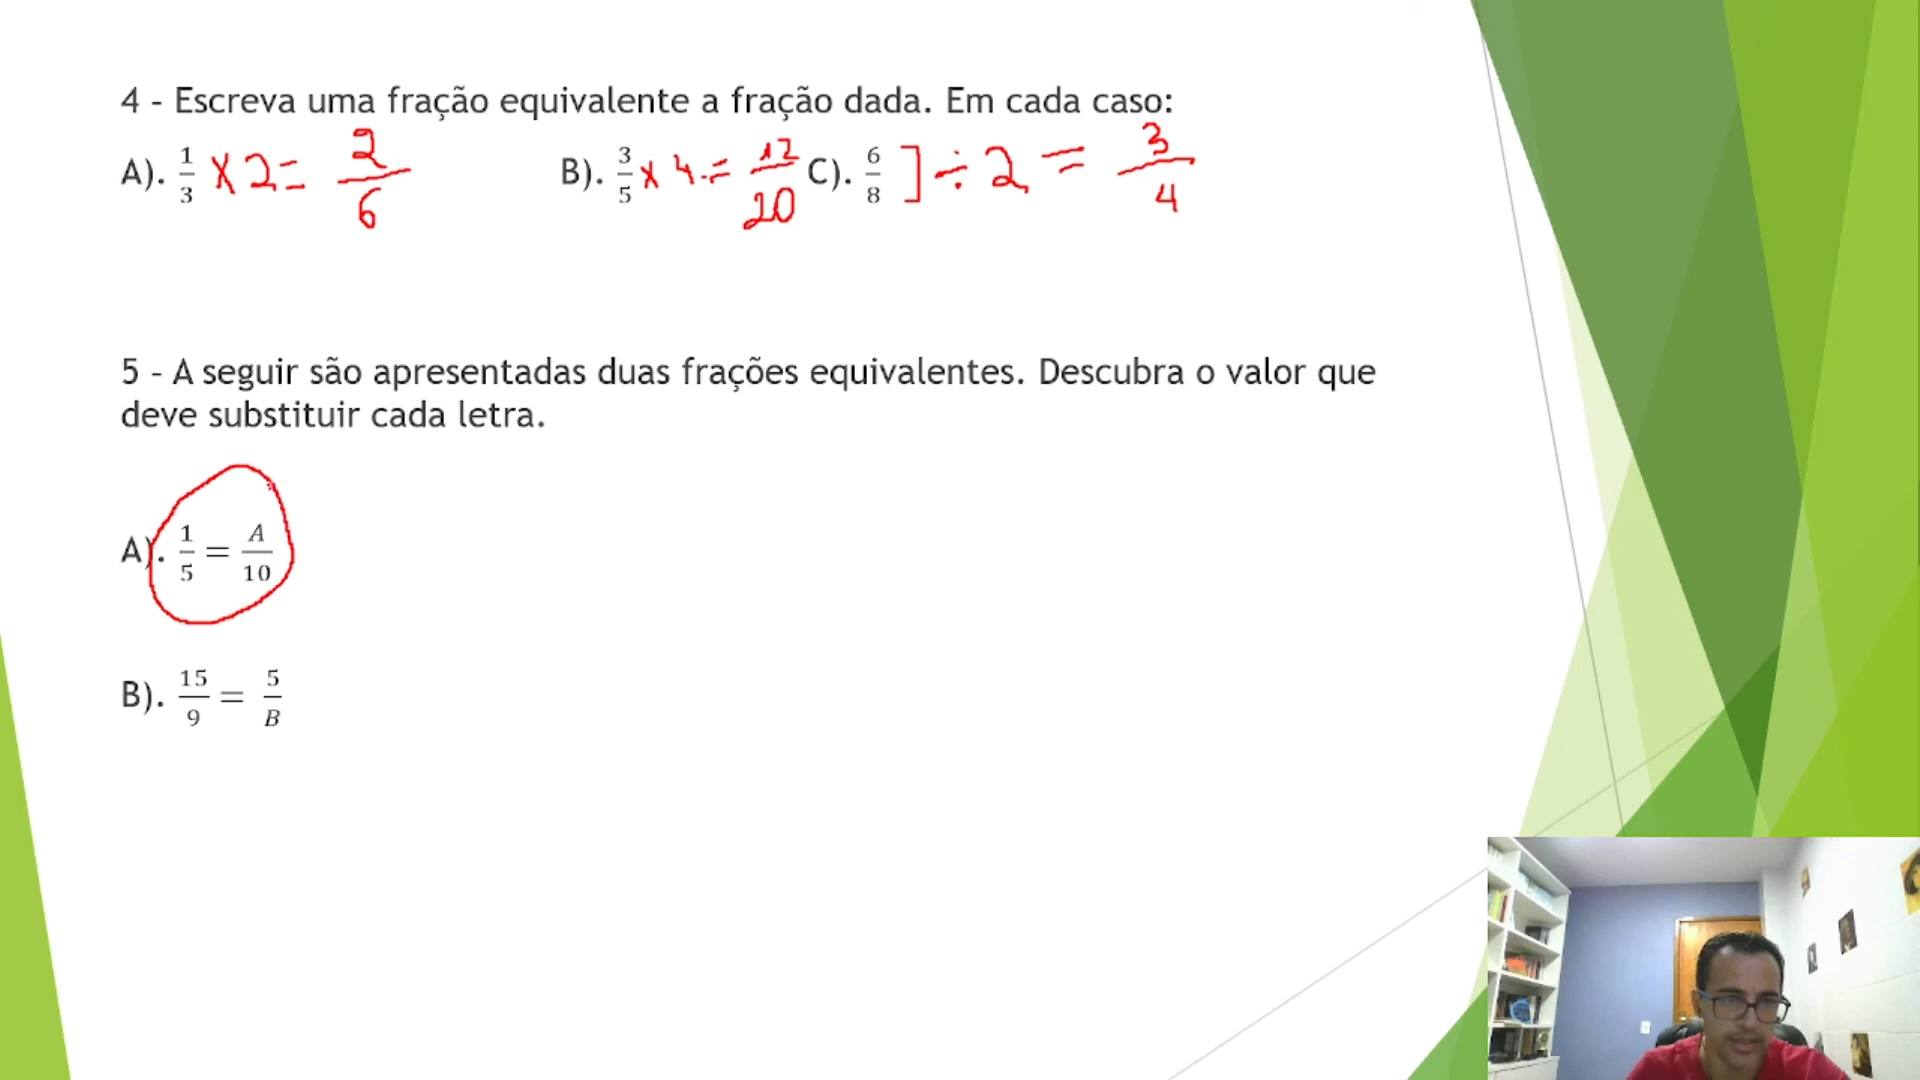 4 - Escreva uma fração equivalente a fração dada. Em cada caso:
A). 1/3 x 2 = 2/6 B). 3/5 x 4 = 12/20 C). 6/8 ] ÷ 2 = 3/4
5 - A seguir são apresentadas duas frações equivalentes. Descubra o valor que
deve substituir cada letra.
A). 1/5 = A/10
B). 15/9 = 5/B